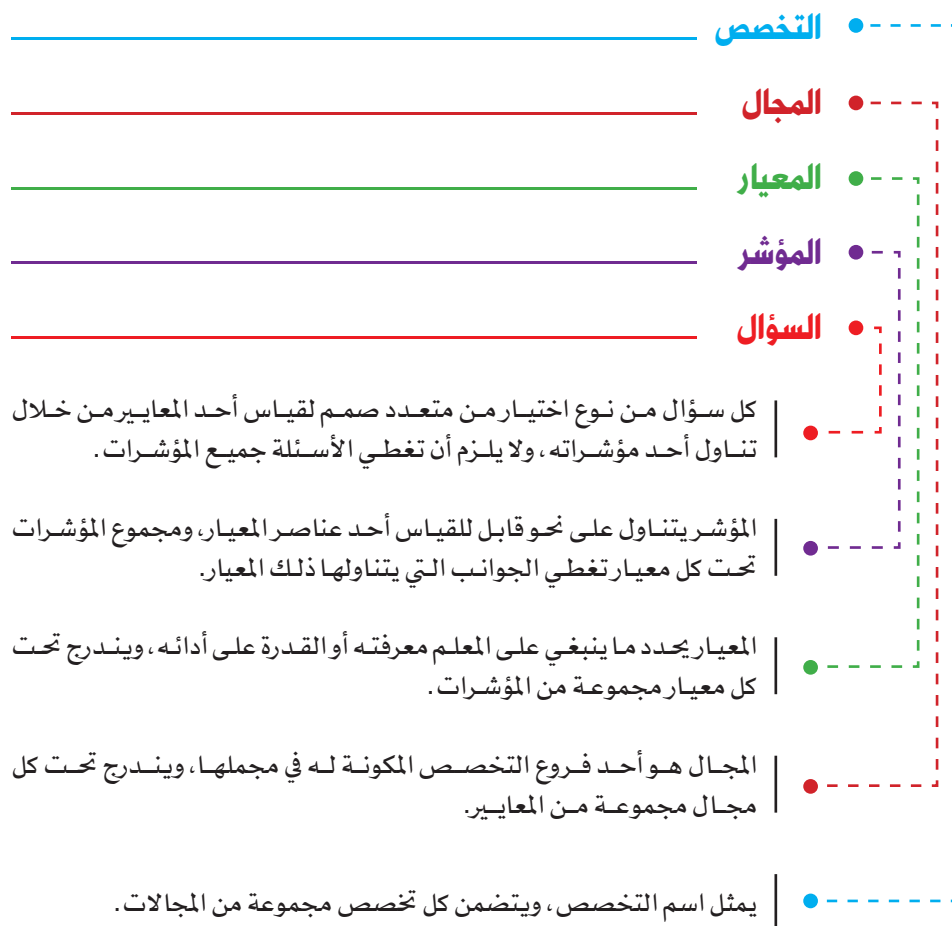 التخصص
المجال
المعيار
المؤشر
السؤال
كل سؤال من نوع اختيار من متعدد صمم لقياس أحد المعايير من خلال
تناول أحد مؤشراته، ولا يلزم أن تغطي الأسئلة جميع المؤشرات.
المؤشر يتناول على نحو قابل للقياس أحد عناصر المعيار، ومجموع المؤشرات
تحت كل معيار تغطي الجوانب التي يتناولها ذلك المعيار.
المعيار يحدد ما ينبغي على المعلم معرفته أو القدرة على أدائه، ويندرج تحت
كل معيار مجموعة من المؤشرات.
المجال هو أحد فروع التخصص المكونة له في مجملها، ويندرج تحت كل
مجال مجموعة من المعايير.
يمثل اسم التخصص، ويتضمن كل تخصص مجموعة من المجالات.